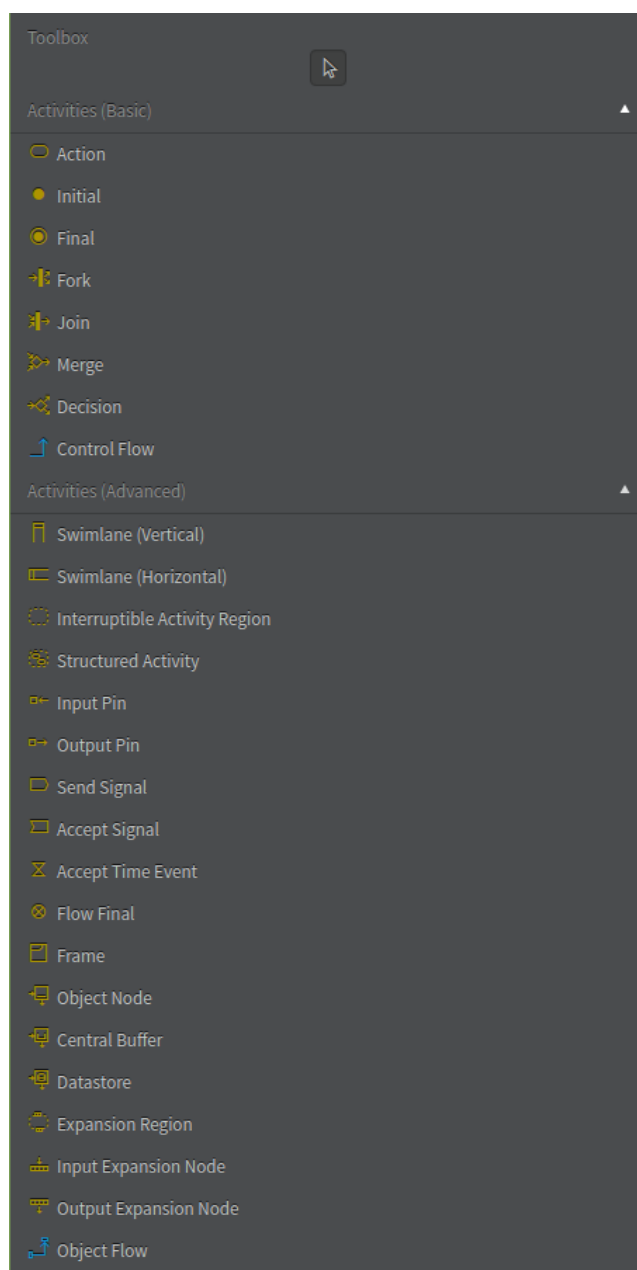 Toolbox
Activities (Basic)
Action
Initial
Final
Fork
Join
Merge
Decision
Control Flow
Activities (Advanced)
Swimlane (Vertical)
Swimlane (Horizontal)
Interruptible Activity Region
Structured Activity
Input Pin
Output Pin
Send Signal
Accept Signal
Accept Time Event
Flow Final
Frame
Object Node
Central Buffer
Datastore
Expansion Region
Input Expansion Node
Output Expansion Node
Object Flow